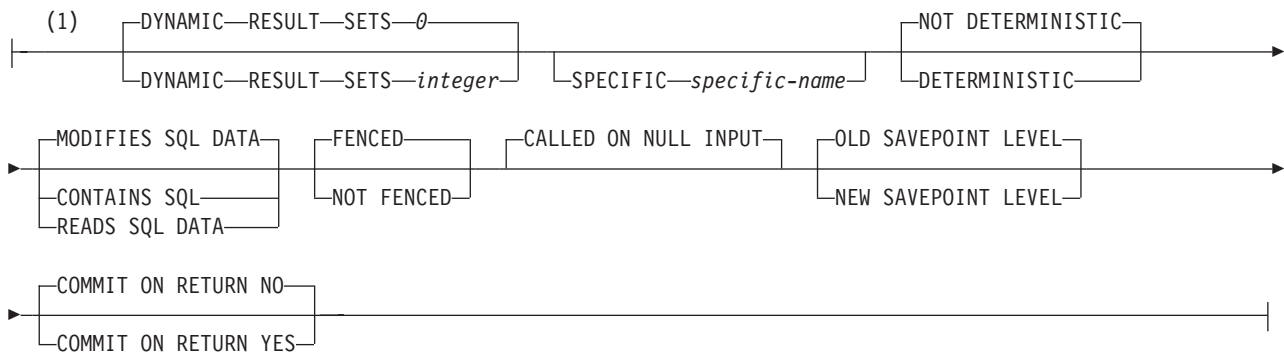 (1) DYNAMIC RESULT SETS 0 NOT DETERMINISTIC
DYNAMIC RESULT SETS integer SPECIFIC specific-name DETERMINISTIC
MODIFIES SQL DATA FENCED CALLED ON NULL INPUT OLD SAVEPOINT LEVEL
CONTAINS SQL NOT FENCED NEW SAVEPOINT LEVEL
READS SQL DATA
COMMIT ON RETURN NO
COMMIT ON RETURN YES